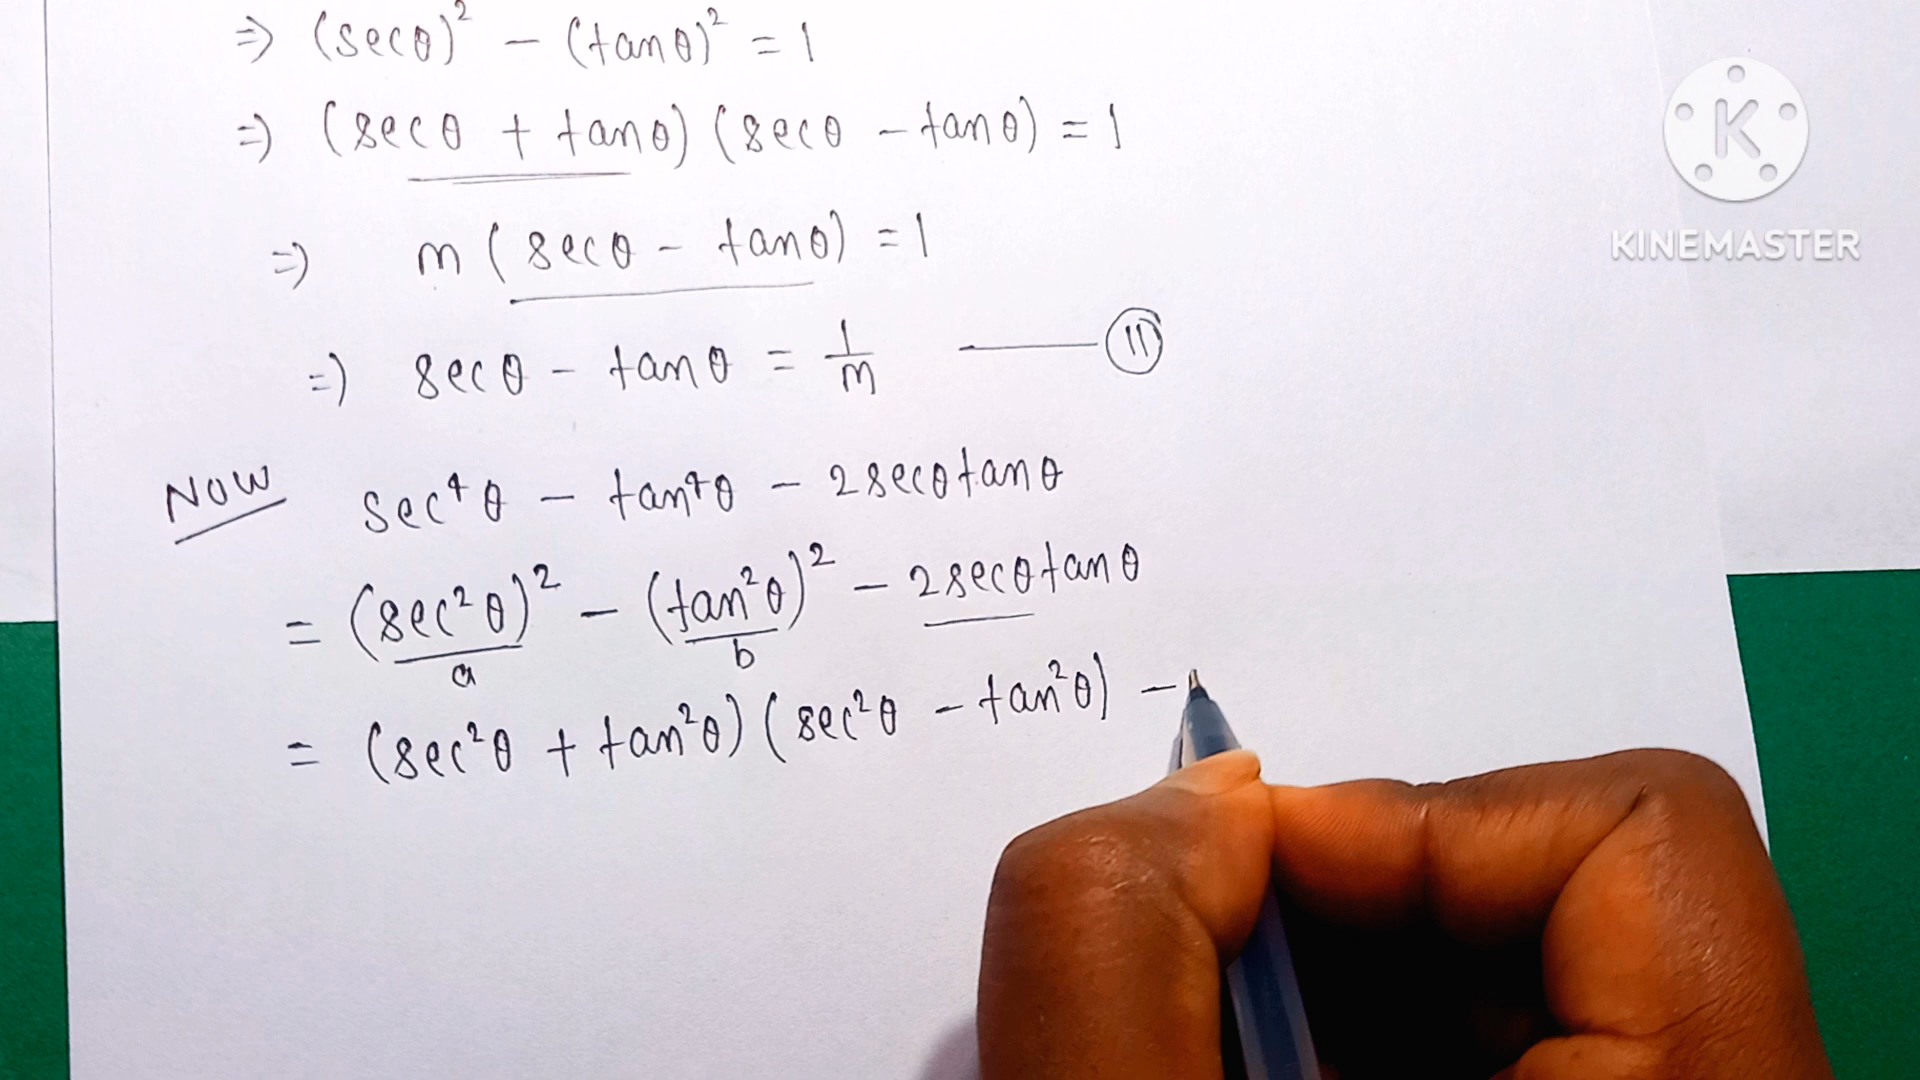 ⇒ (secθ)² − (tanθ)² = 1
⇒ (secθ + tanθ) (secθ − tanθ) = 1
⇒ m (secθ − tanθ) = 1
⇒ secθ − tanθ = 1/m —— (11)
Now sec⁴θ − tan⁴θ − 2secθtanθ
= (sec²θ)² − (tan²θ)² − 2secθtanθ
a b
= (sec²θ + tan²θ) (sec²θ − tan²θ) −
K
KINEMASTER